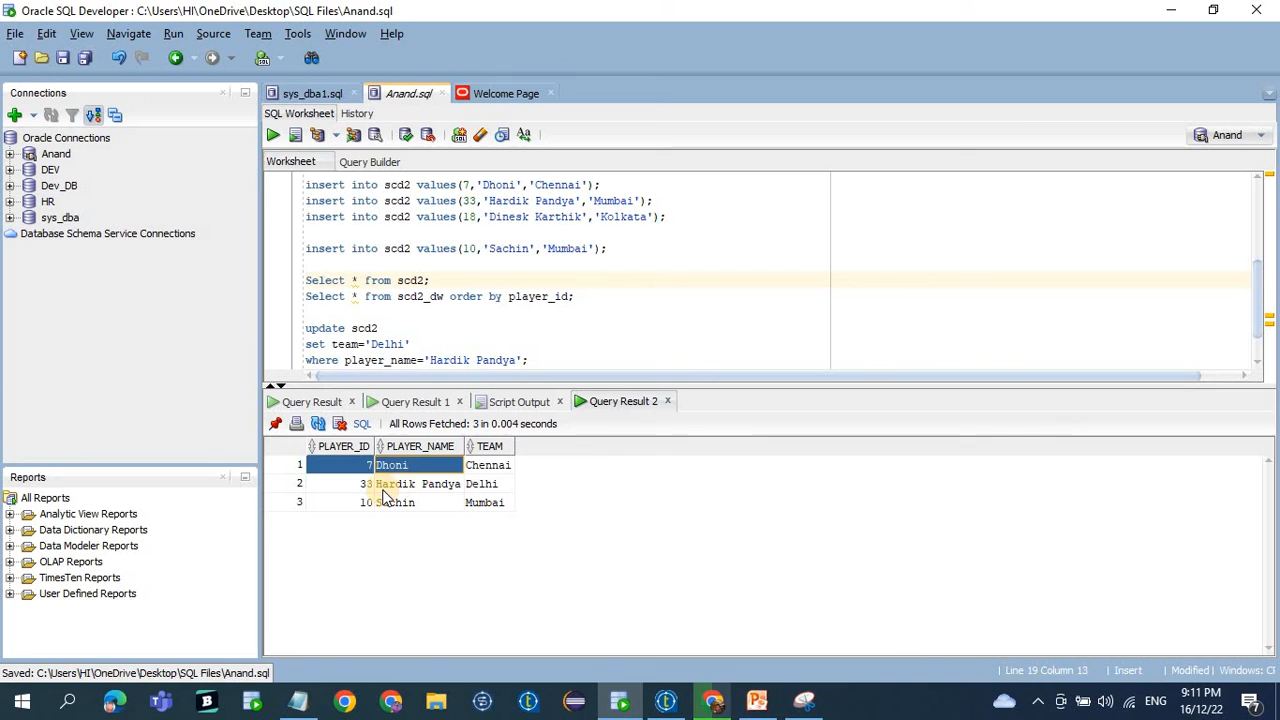 Oracle SQL Developer : C:\Users\HI\OneDrive\Desktop\SQL Files\Anand.sql
File Edit View Navigate Run Source Team Tools Window Help
Connections
sys_dba1.sql Anand.sql Welcome Page
SQL Worksheet History
Anand
Worksheet Query Builder
Oracle Connections
Anand
DEV
Dev_DB
HR
sys_dba
Database Schema Service Connections
insert into scd2 values(7,'Dhoni','Chennai');
insert into scd2 values(33,'Hardik Pandya','Mumbai');
insert into scd2 values(18,'Dinesk Karthik','Kolkata');
insert into scd2 values(10,'Sachin','Mumbai');
Select * from scd2;
Select * from scd2_dw order by player_id;
update scd2
set team='Delhi'
where player_name='Hardik Pandya';
Query Result Query Result 1 Script Output Query Result 2
SQL All Rows Fetched: 3 in 0.004 seconds
PLAYER_ID PLAYER_NAME TEAM
1 7 Dhoni Chennai
2 33 Hardik Pandya Delhi
3 10 Sachin Mumbai
Reports
All Reports
Analytic View Reports
Data Dictionary Reports
Data Modeler Reports
OLAP Reports
TimesTen Reports
User Defined Reports
Saved: C:\Users\HI\OneDrive\Desktop\SQL Files\Anand.sql
Line 19 Column 13 Insert Modified Windows: C
ENG
9:11 PM
16/12/22
7